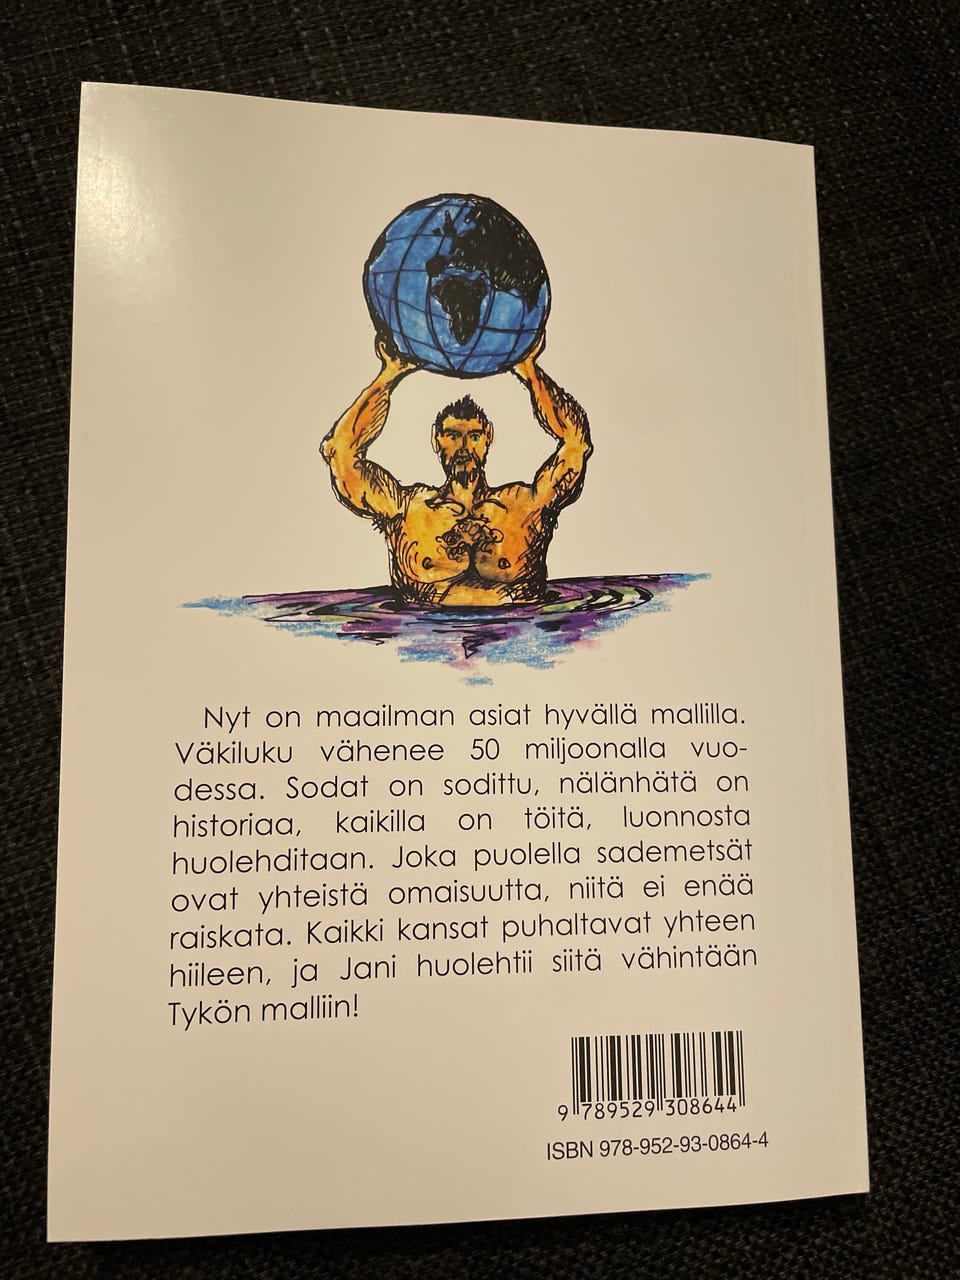 Nyt on maailman asiat hyvällä mallilla.
Väkiluku vähenee 50 miljoonalla vuo-
dessa. Sodat on sodittu, nälänhätä on
historiaa, kaikilla on töitä, luonnosta
huolehditaan. Joka puolella sademetsät
ovat yhteistä omaisuutta, niitä ei enää
raiskata. Kaikki kansat puhaltavat yhteen
hiileen, ja Jani huolehtii siitä vähintään
Tykön malliin!
9 789529 308644
ISBN 978-952-93-0864-4